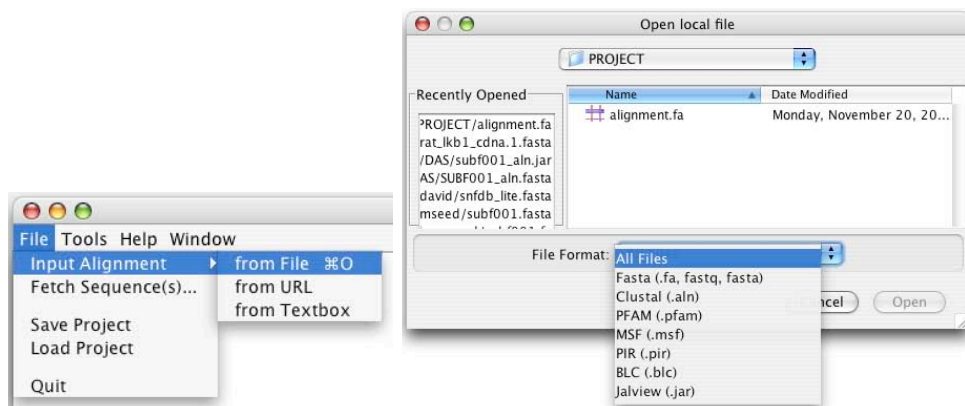 File Tools Help Window
Input Alignment
from File ⌘O
Fetch Sequence(s)...
from URL
from Textbox
Save Project
Load Project
Quit
Open local file
PROJECT
Recently Opened
PROJECT/alignment.fa
rat_lkb1_cdna.1.fasta
/DAS/subf001_aln.jar
AS/SUBF001_aln.fasta
david/snfdb_lite.fasta
mseed/subf001.fasta
Name Date Modified
alignment.fa Monday, November 20, 20...
File Format:
All Files
Fasta (.fa, fastq, fasta)
Clustal (.aln)
PFAM (.pfam)
MSF (.msf)
PIR (.pir)
BLC (.blc)
Jalview (.jar)
ncel Open